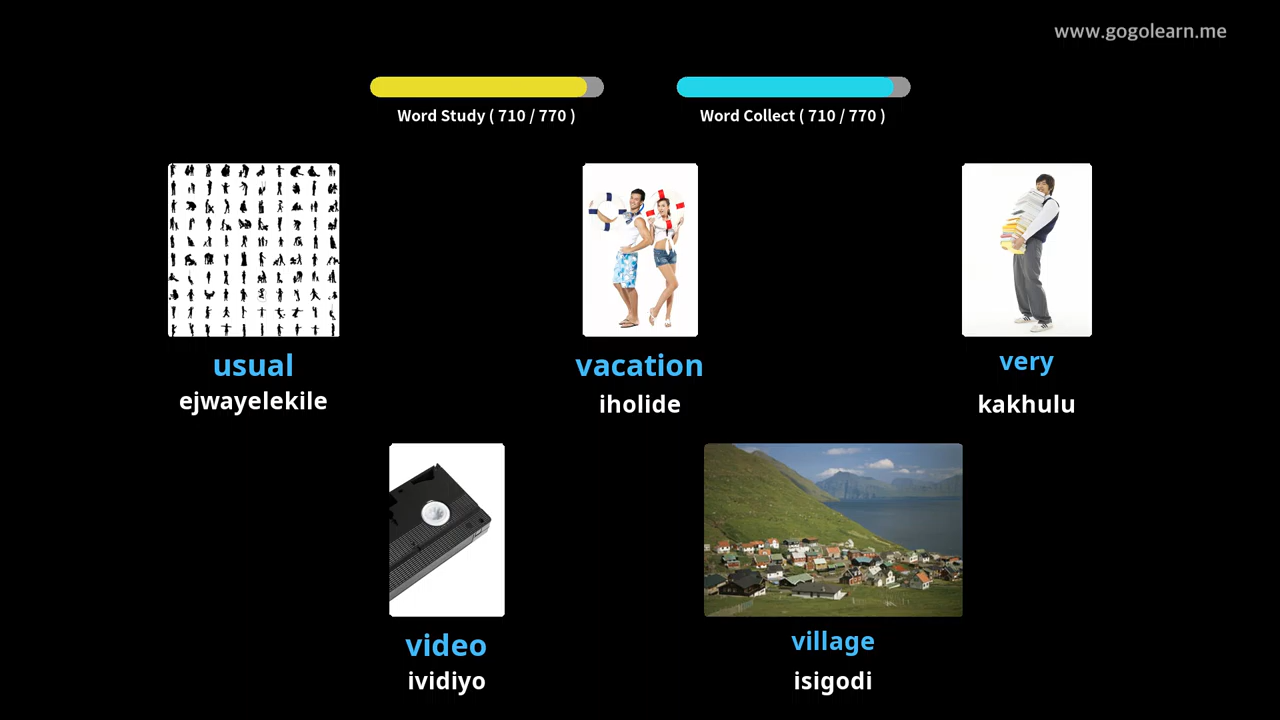 www.gogolearn.me
Word Study ( 710 / 770 )
Word Collect ( 710 / 770 )
usual
ejwayelekile
vacation
iholide
very
kakhulu
video
ividiyo
village
isigodi